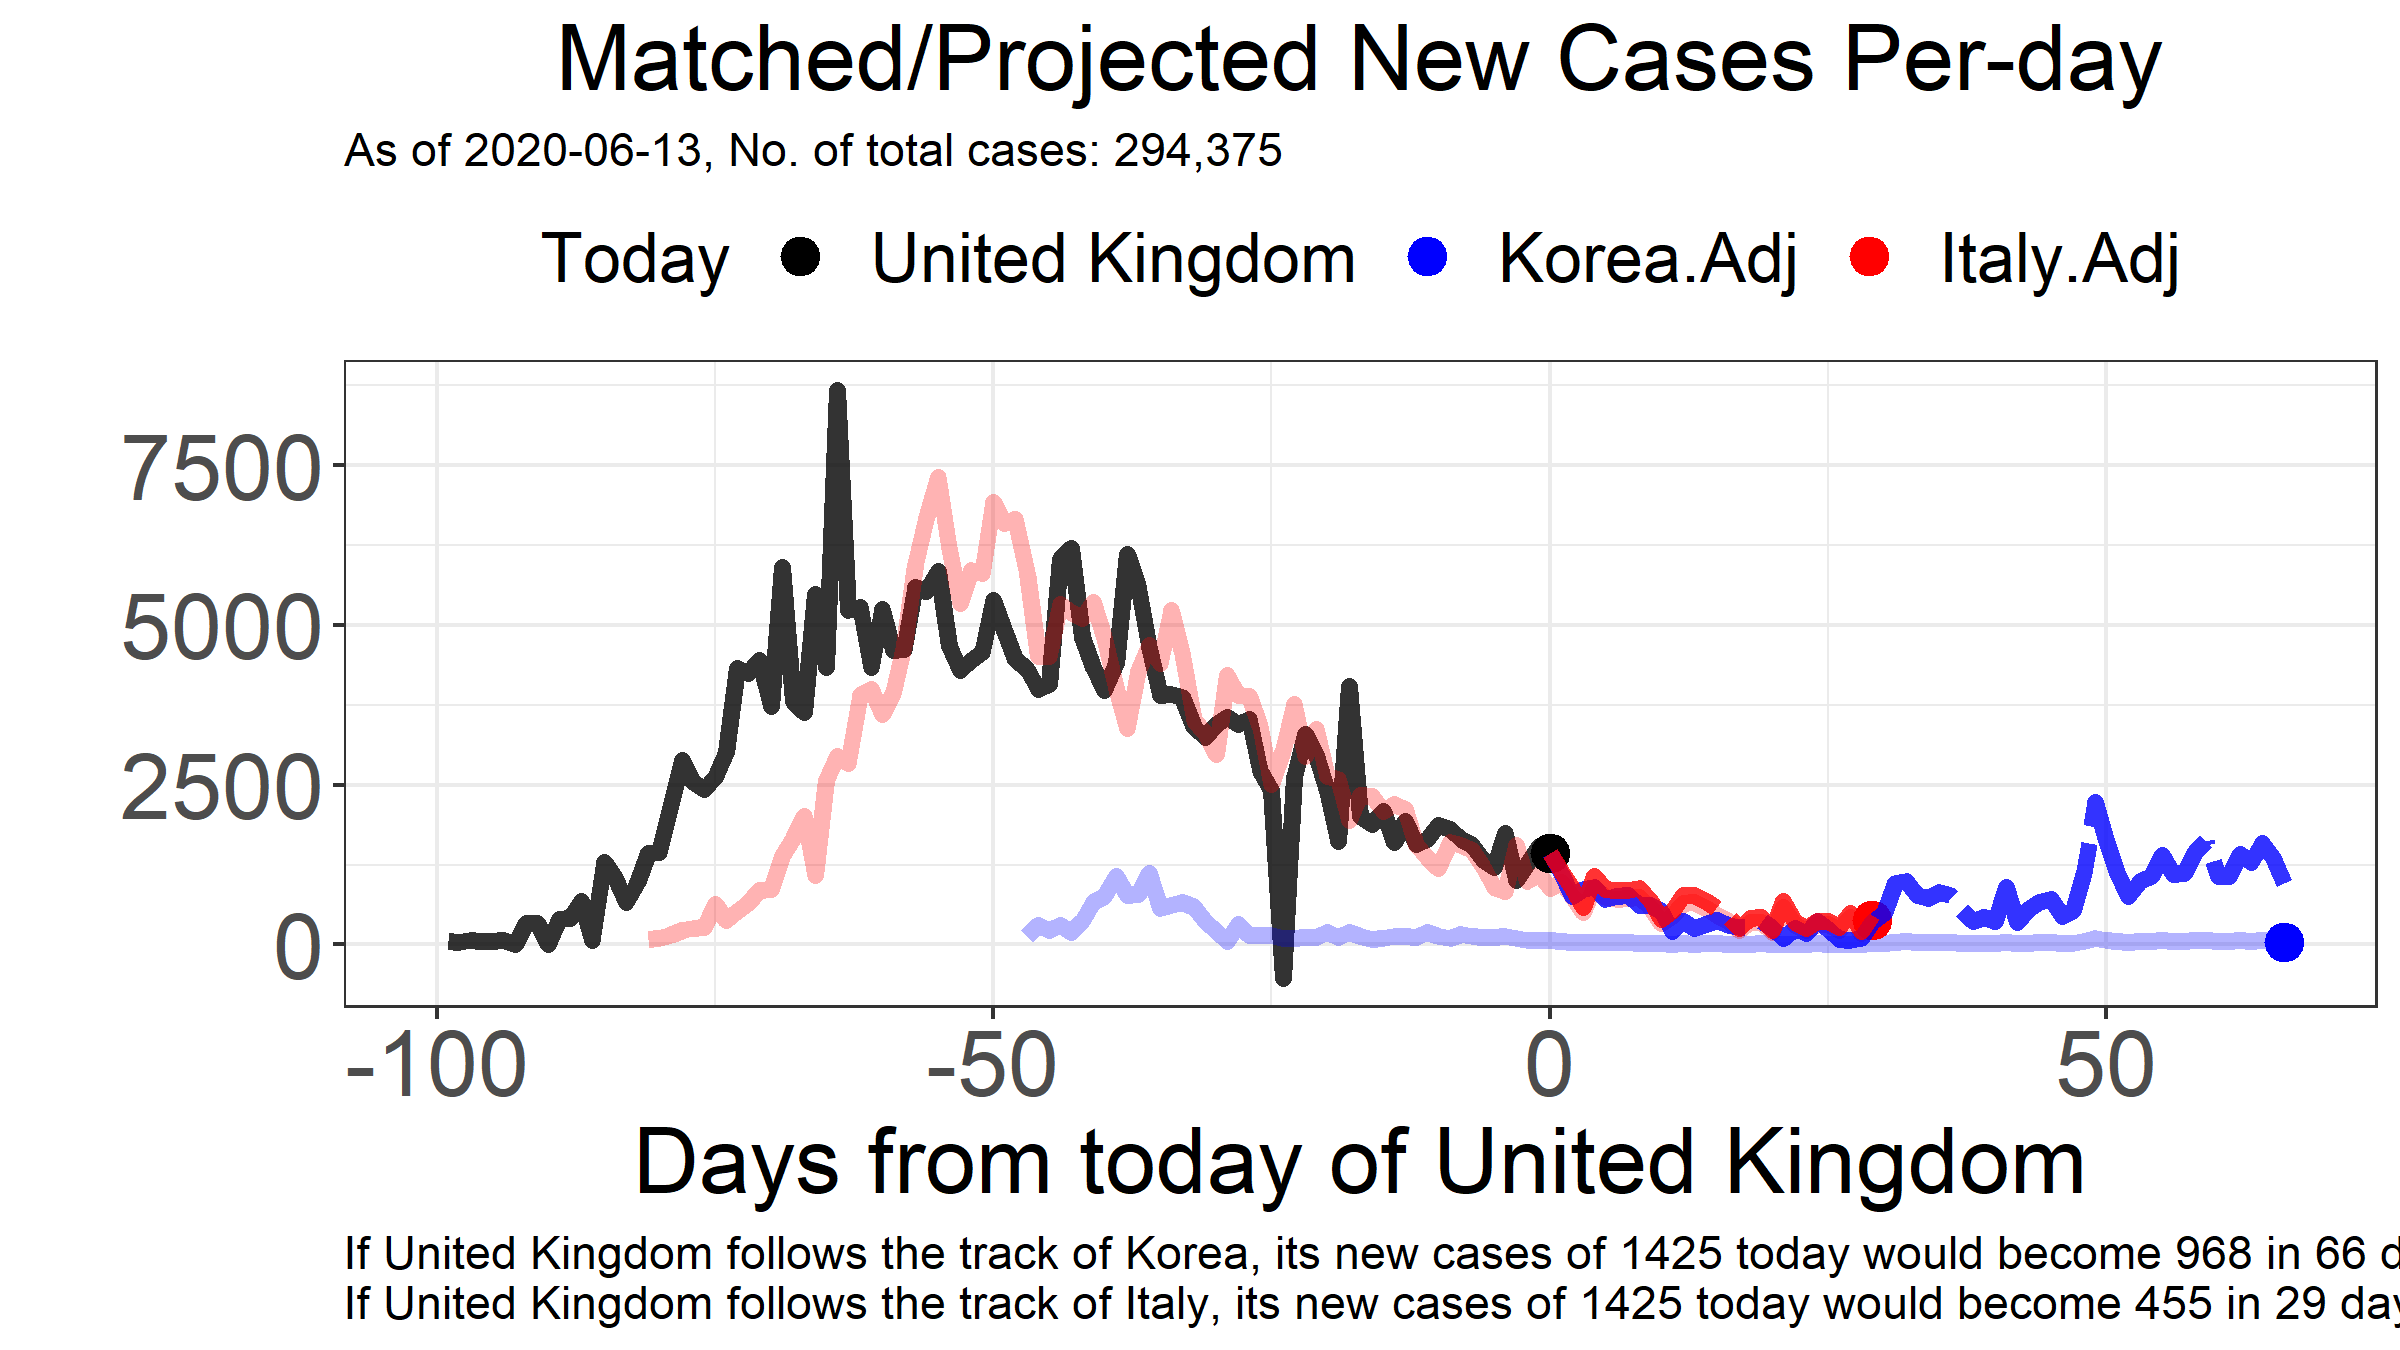 Matched/Projected New Cases Per-day
As of 2020-06-13, No. of total cases: 294,375
Today United Kingdom Korea.Adj Italy.Adj
7500
5000
2500
0
-100 -50 0 50
Days from today of United Kingdom
If United Kingdom follows the track of Korea, its new cases of 1425 today would become 968 in 66
If United Kingdom follows the track of Italy, its new cases of 1425 today would become 455 in 29